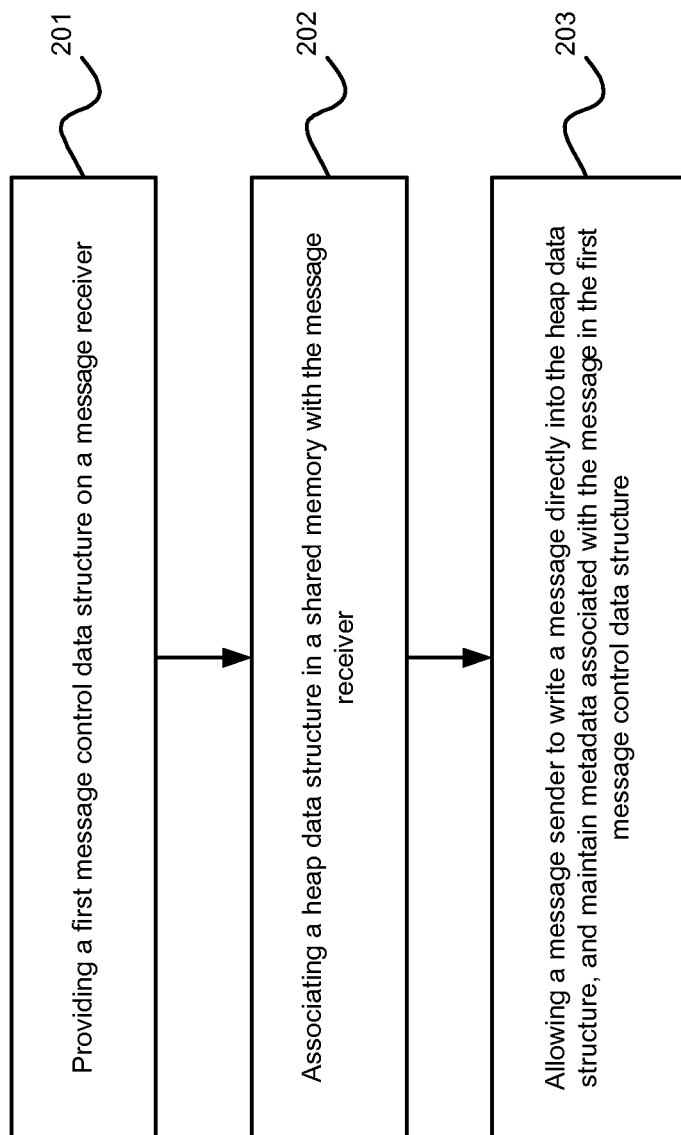 Providing a first message control data structure on a message receiver
201
Associating a heap data structure in a shared memory with the message
receiver
202
Allowing a message sender to write a message directly into the heap data
structure, and maintain metadada associated with the message in the first
message control data structure
203